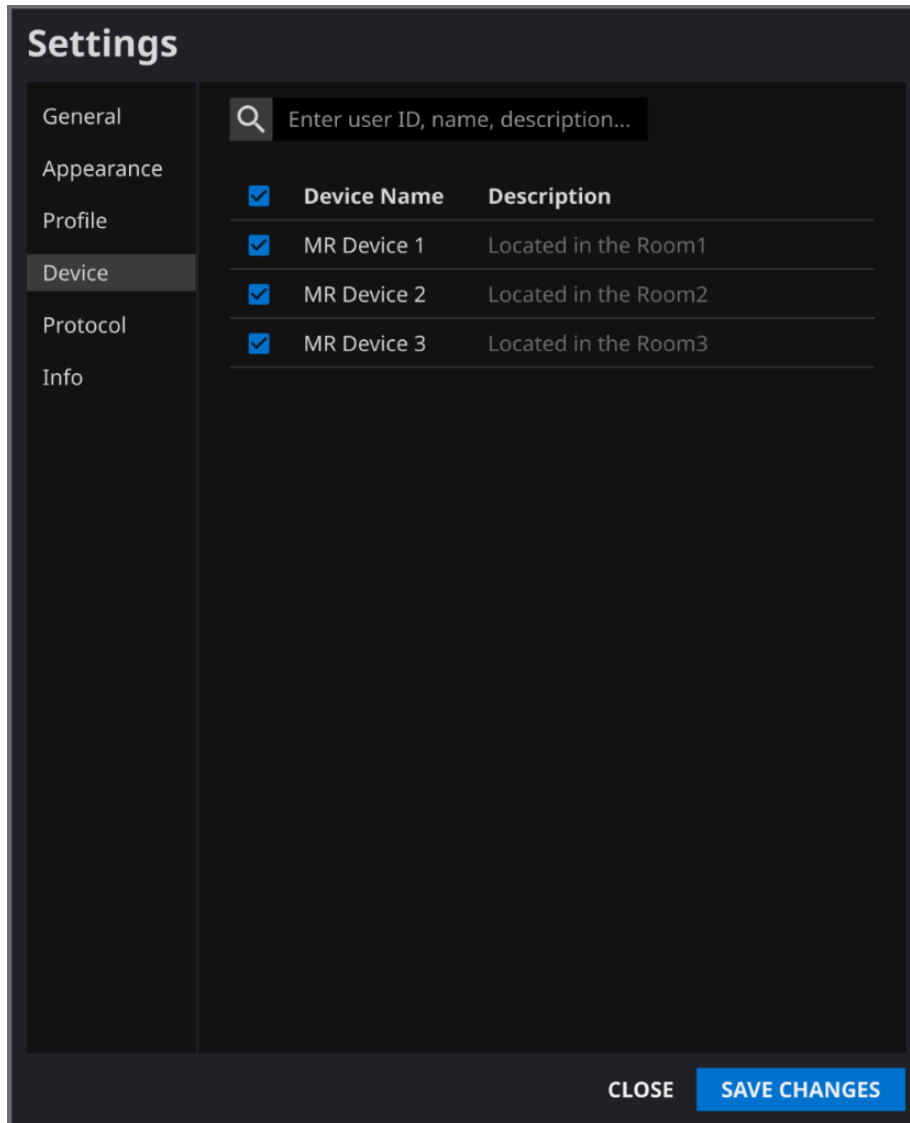 Settings
General
Appearance
Profile
Device
Protocol
Info
Enter user ID, name, description...
Device Name Description
MR Device 1 Located in the Room1
MR Device 2 Located in the Room2
MR Device 3 Located in the Room3
CLOSE SAVE CHANGES